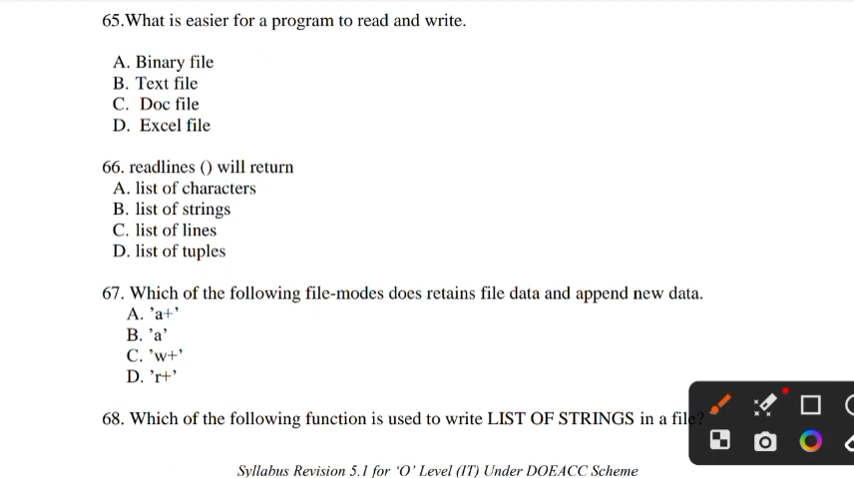 65.What is easier for a program to read and write.
A. Binary file
B. Text file
C. Doc file
D. Excel file
66. readlines () will return
A. list of characters
B. list of strings
C. list of lines
D. list of tuples
67. Which of the following file-modes does retains file data and append new data.
A. ’a+’
B. ’a’
C. ’w+’
D. ’r+’
68. Which of the following function is used to write LIST OF STRINGS in a file?
Syllabus Revision 5.1 for ‘O’ Level (IT) Under DOEACC Scheme